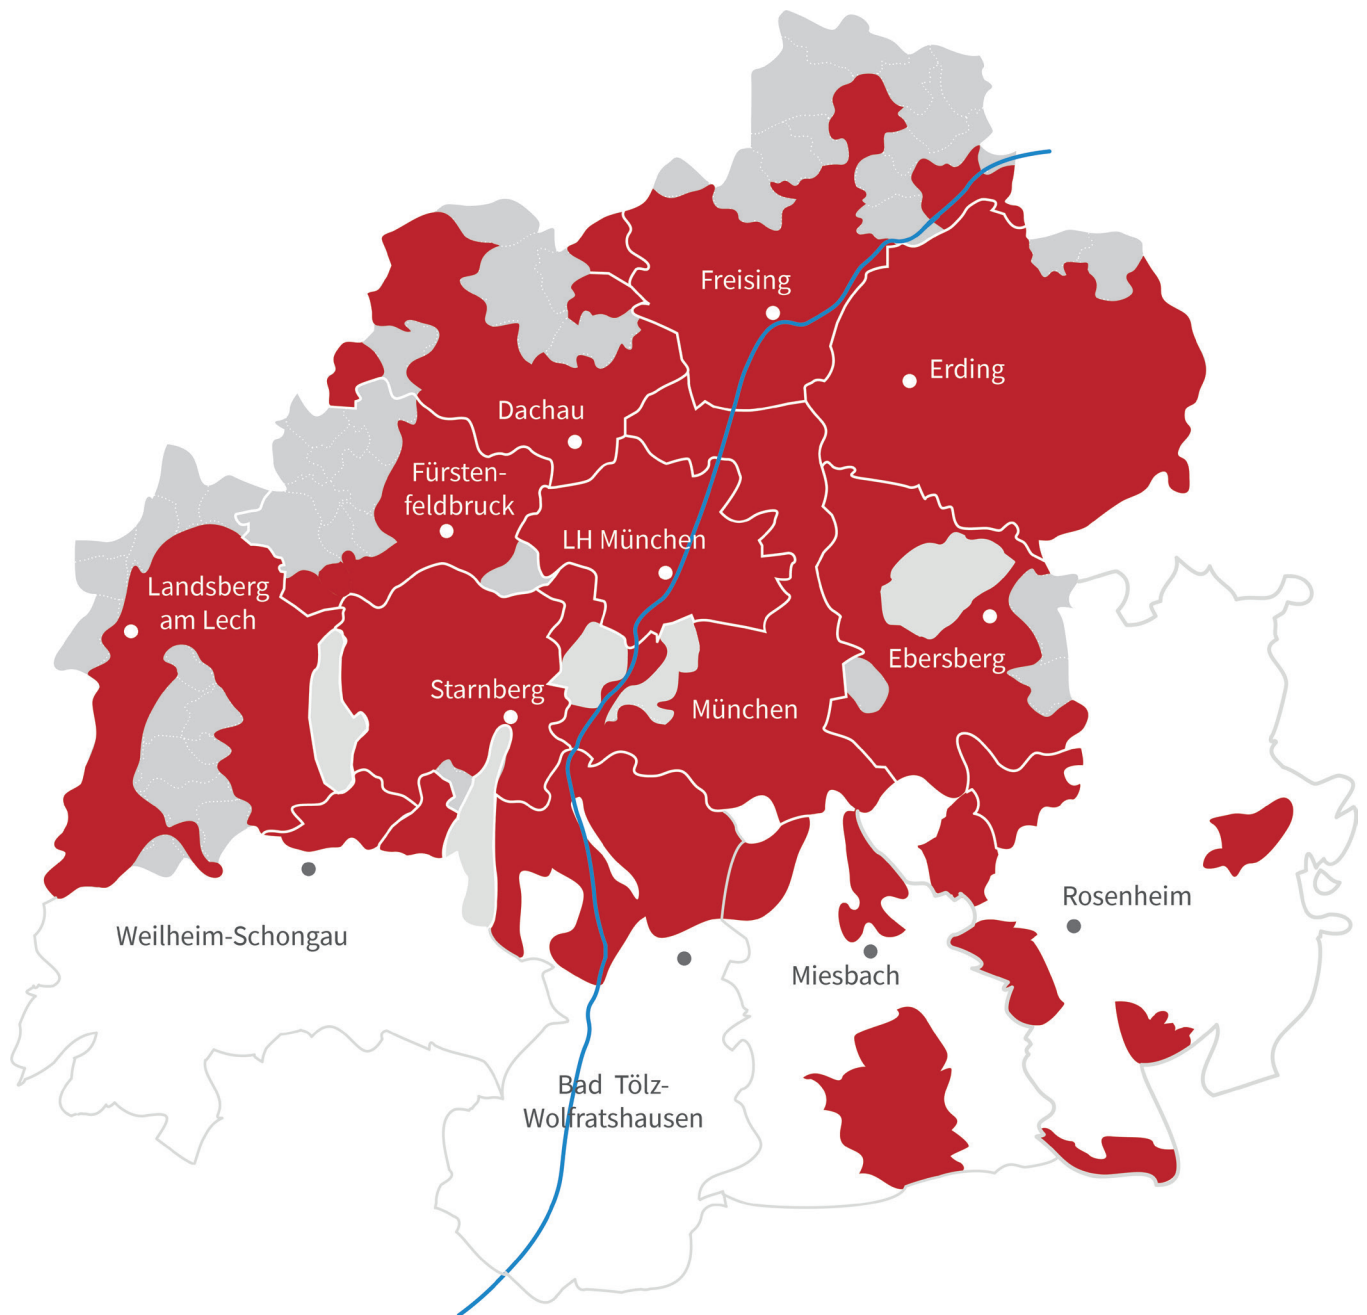 Freising
Erding
Dachau
Fürsten-
feldbruck
LH München
Landsberg
am Lech
Ebersberg
Starnberg
München
Rosenheim
Weilheim-Schongau
Miesbach
Bad Tölz-
Wolfratshausen